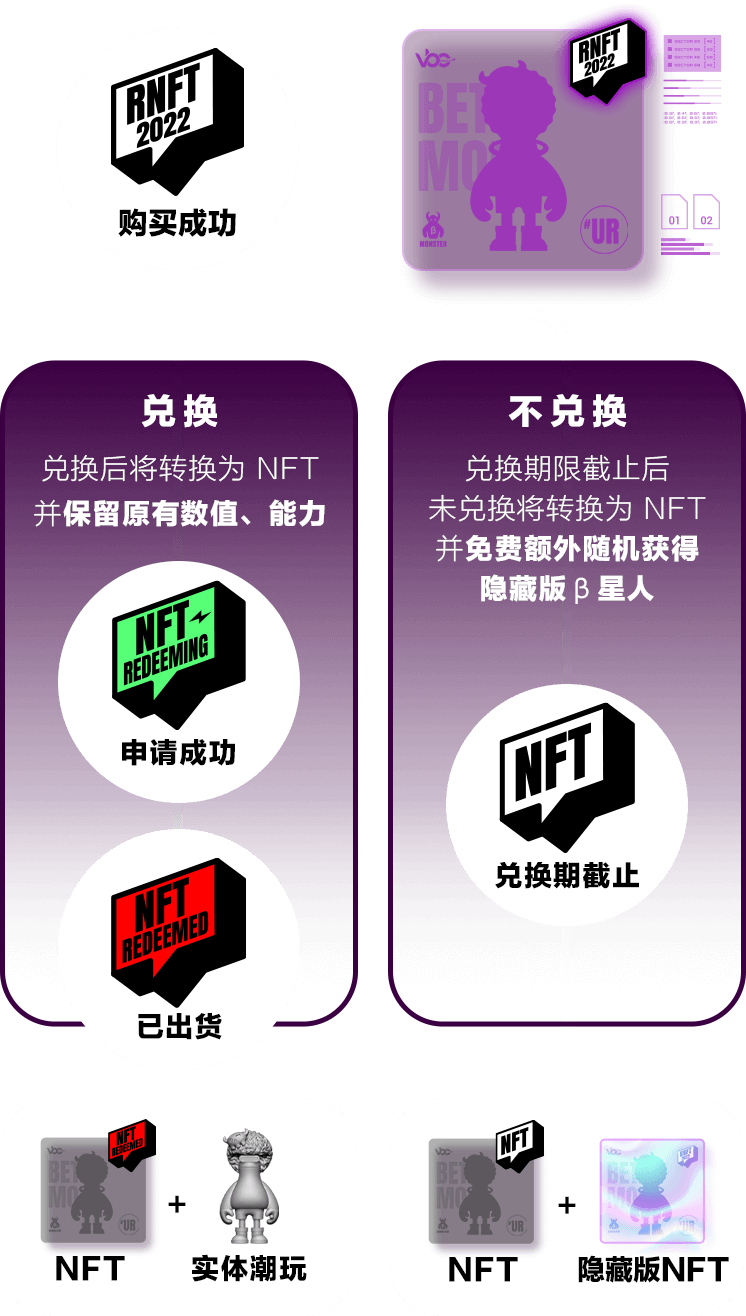 RNFT
2022
购买成功
VOS
RNFT
2022
BET
MO
MONSTER
#UR
01
02
兑换
兑换后将转换为 NFT
并保留原有数值、能力
NFT
REDEEMING
申请成功
NFT
REDEEMED
已出货
不兑换
兑换期限截止后
未兑换将转换为 NFT
并免费额外随机获得
隐藏版 β 星人
NFT
兑换期截止
NFT
REDEEMED
BET
MO
#UR
+
NFT
实体潮玩
NFT
BET
MO
#UR
+
NFT
BET
MO
#UR
隐藏版NFT